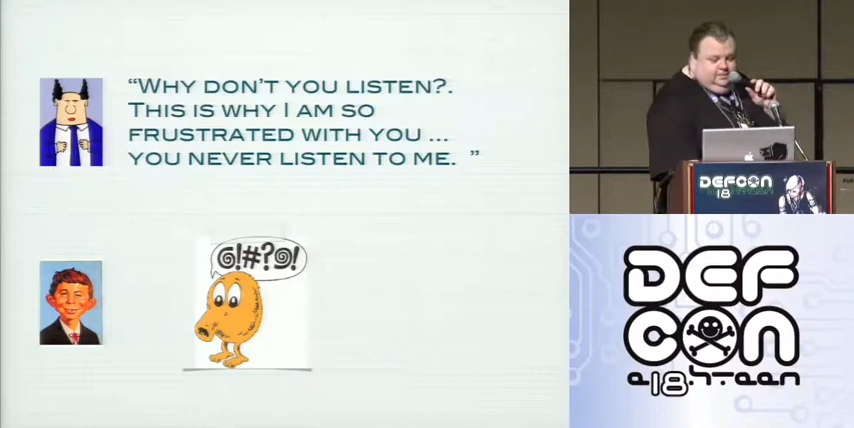 “WHY DON’T YOU LISTEN?.
THIS IS WHY I AM SO
FRUSTRATED WITH YOU ...
YOU NEVER LISTEN TO ME. ”
@!#?@!
DEFCON
18
DEF
CON